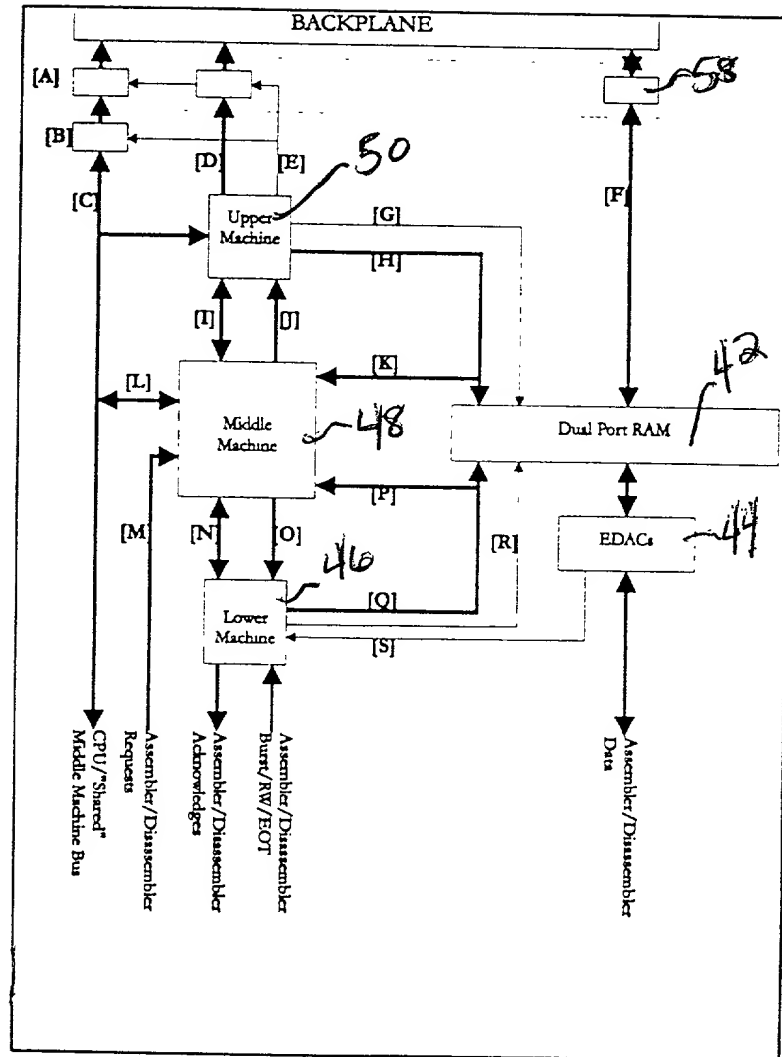 BACKPLANE
[A]
58
[B]
[D]
[E]
50
[C]
[F]
Upper
Machine
[G]
[H]
[I]
[J]
[K]
42
[L]
Middle
Machine
48
Dual Port RAM
[P]
[M]
[N]
[O]
[R]
EDACs
44
46
[Q]
Lower
Machine
[S]
CPU/"Shared"
Middle Machine Bus
Assembler/Disassembler
Requests
Assembler/Disassembler
Acknowledges
Assembler/Disassembler
Burst/RW/EOT
Assembler/Disassembler
Data